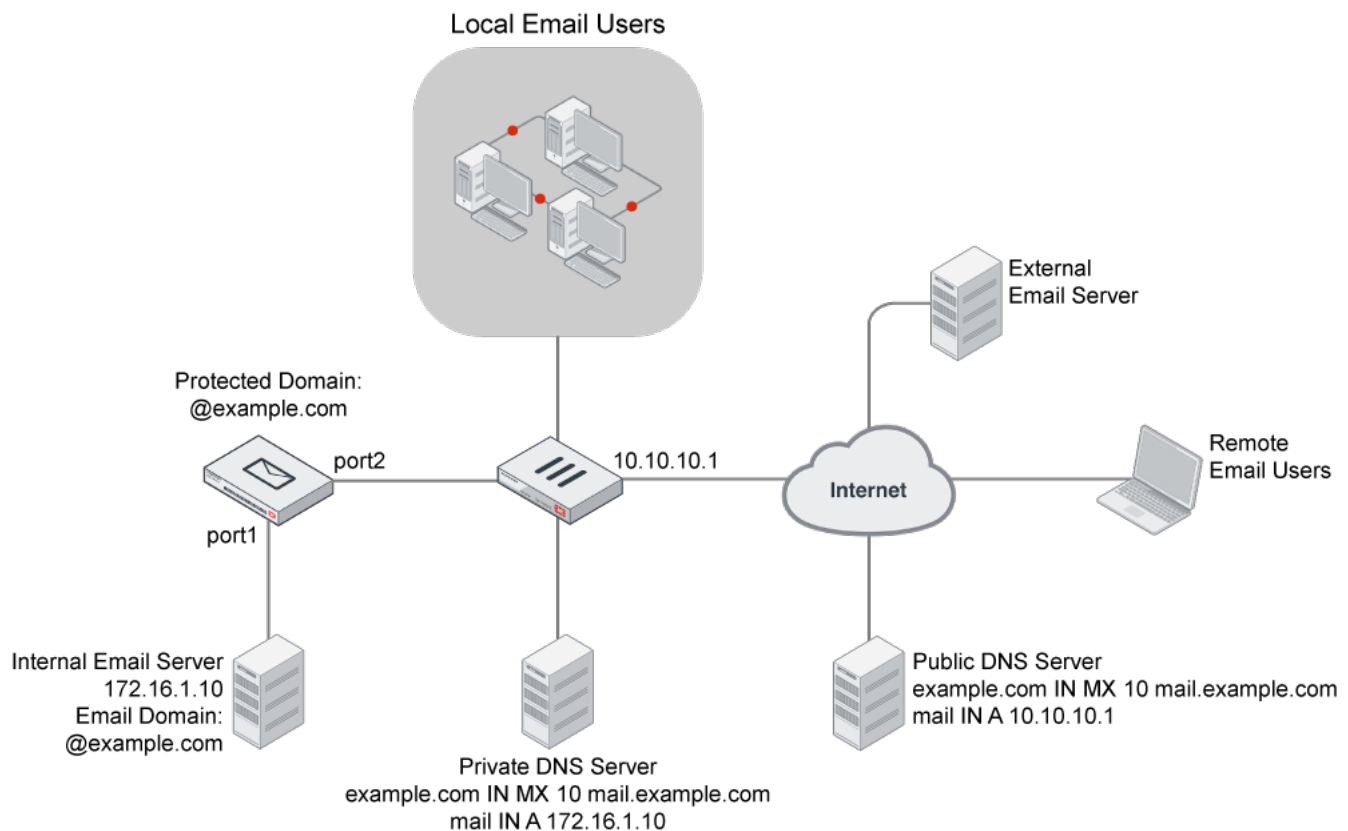 Local Email Users
External
Email Server
Protected Domain:
@example.com
port2
10.10.10.1
Internet
Remote
Email Users
port1
Internal Email Server
172.16.1.10
Email Domain:
@example.com
Private DNS Server
example.com IN MX 10 mail.example.com
mail IN A 172.16.1.10
Public DNS Server
example.com IN MX 10 mail.example.com
mail IN A 10.10.10.1